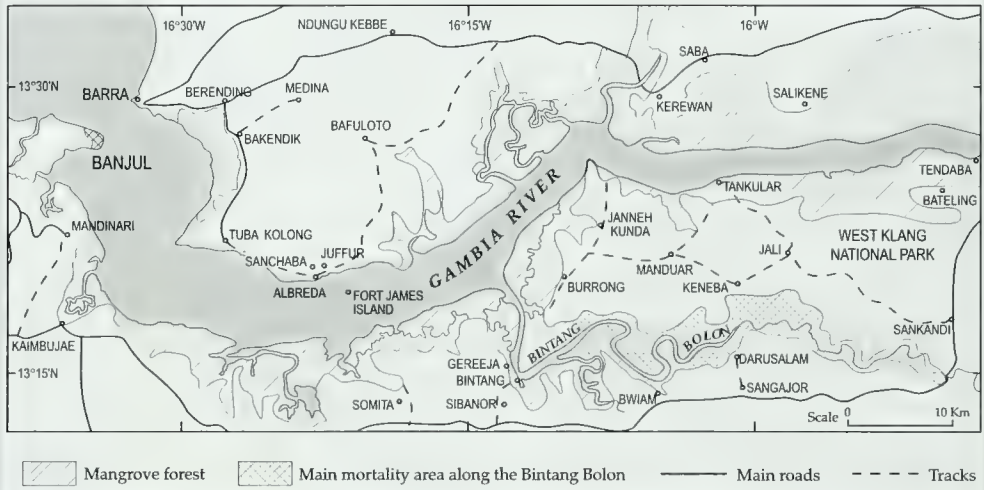 16°30'W
16°15'W
16°W
NDUNGU KEBBE
SABA
13°30'N
BARRA
BERENDING
MEDINA
KEREWAN
SALIKENE
BAKENDIK
BAFULOTO
BANJUL
TENDABA
TANKULAR
BATELING
MANDINARI
JANNEH
KUNDA
GAMBIA RIVER
TUBA KOLONG
WEST KLANG
NATIONAL PARK
SANCHABA
JUFFUR
MANDUAR
JALI
ALBREDA
BURRONG
KENEBA
FORT JAMES
ISLAND
SANKANDI
KAIMBUJAE
BINTANG
BOLON
13°15'N
GEREEJA
DARUSALAM
BINTANG
SANGAJOR
SOMITA
SIBANOR
BWIAM
Scale 0 10 Km
Mangrove forest
Main mortality area along the Bintang Bolon
Main roads
Tracks